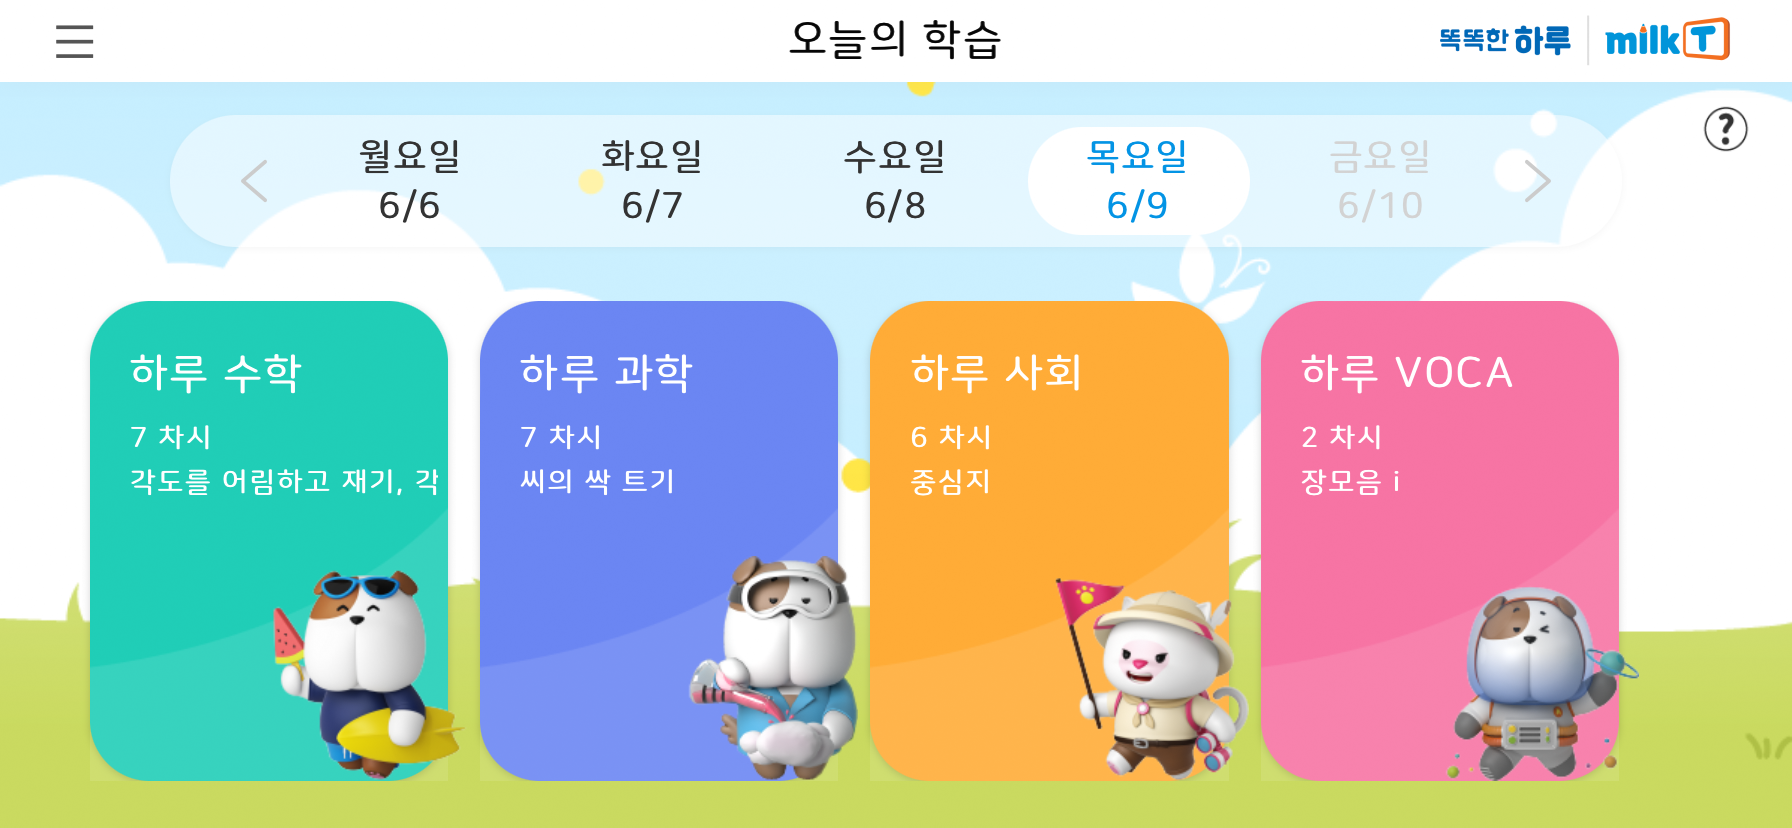 오늘의 학습
똑똑한 하루
milk T
월요일
6/6
화요일
6/7
수요일
6/8
목요일
6/9
금요일
6/10
?
하루 수학
7 차시
각도를 어림하고 재기, 각
하루 과학
7 차시
씨의 싹 트기
하루 사회
6 차시
중심지
하루 VOCA
2 차시
장모음 i